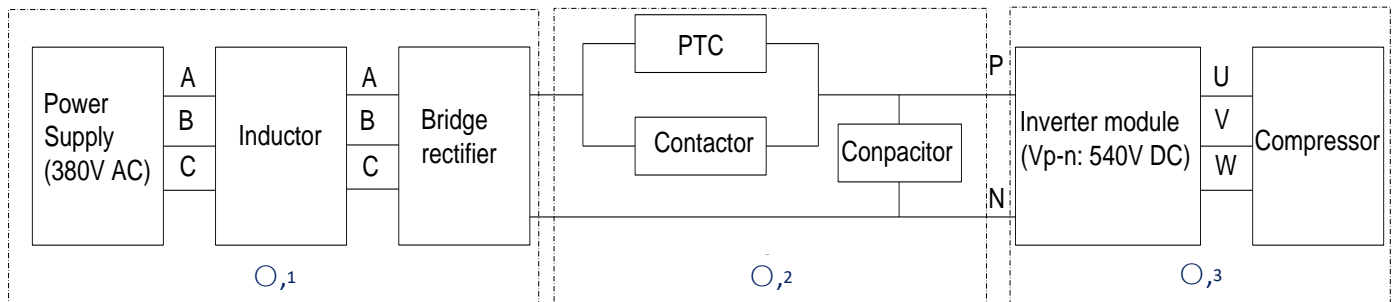 Power
Supply
(380V AC)
A
B
C
Inductor
A
B
C
Bridge
rectifier
PTC
Contactor
Conpacitor
P
N
Inverter module
(Vp-n: 540V DC)
U
V
W
Compressor
○,1
○,2
○,3